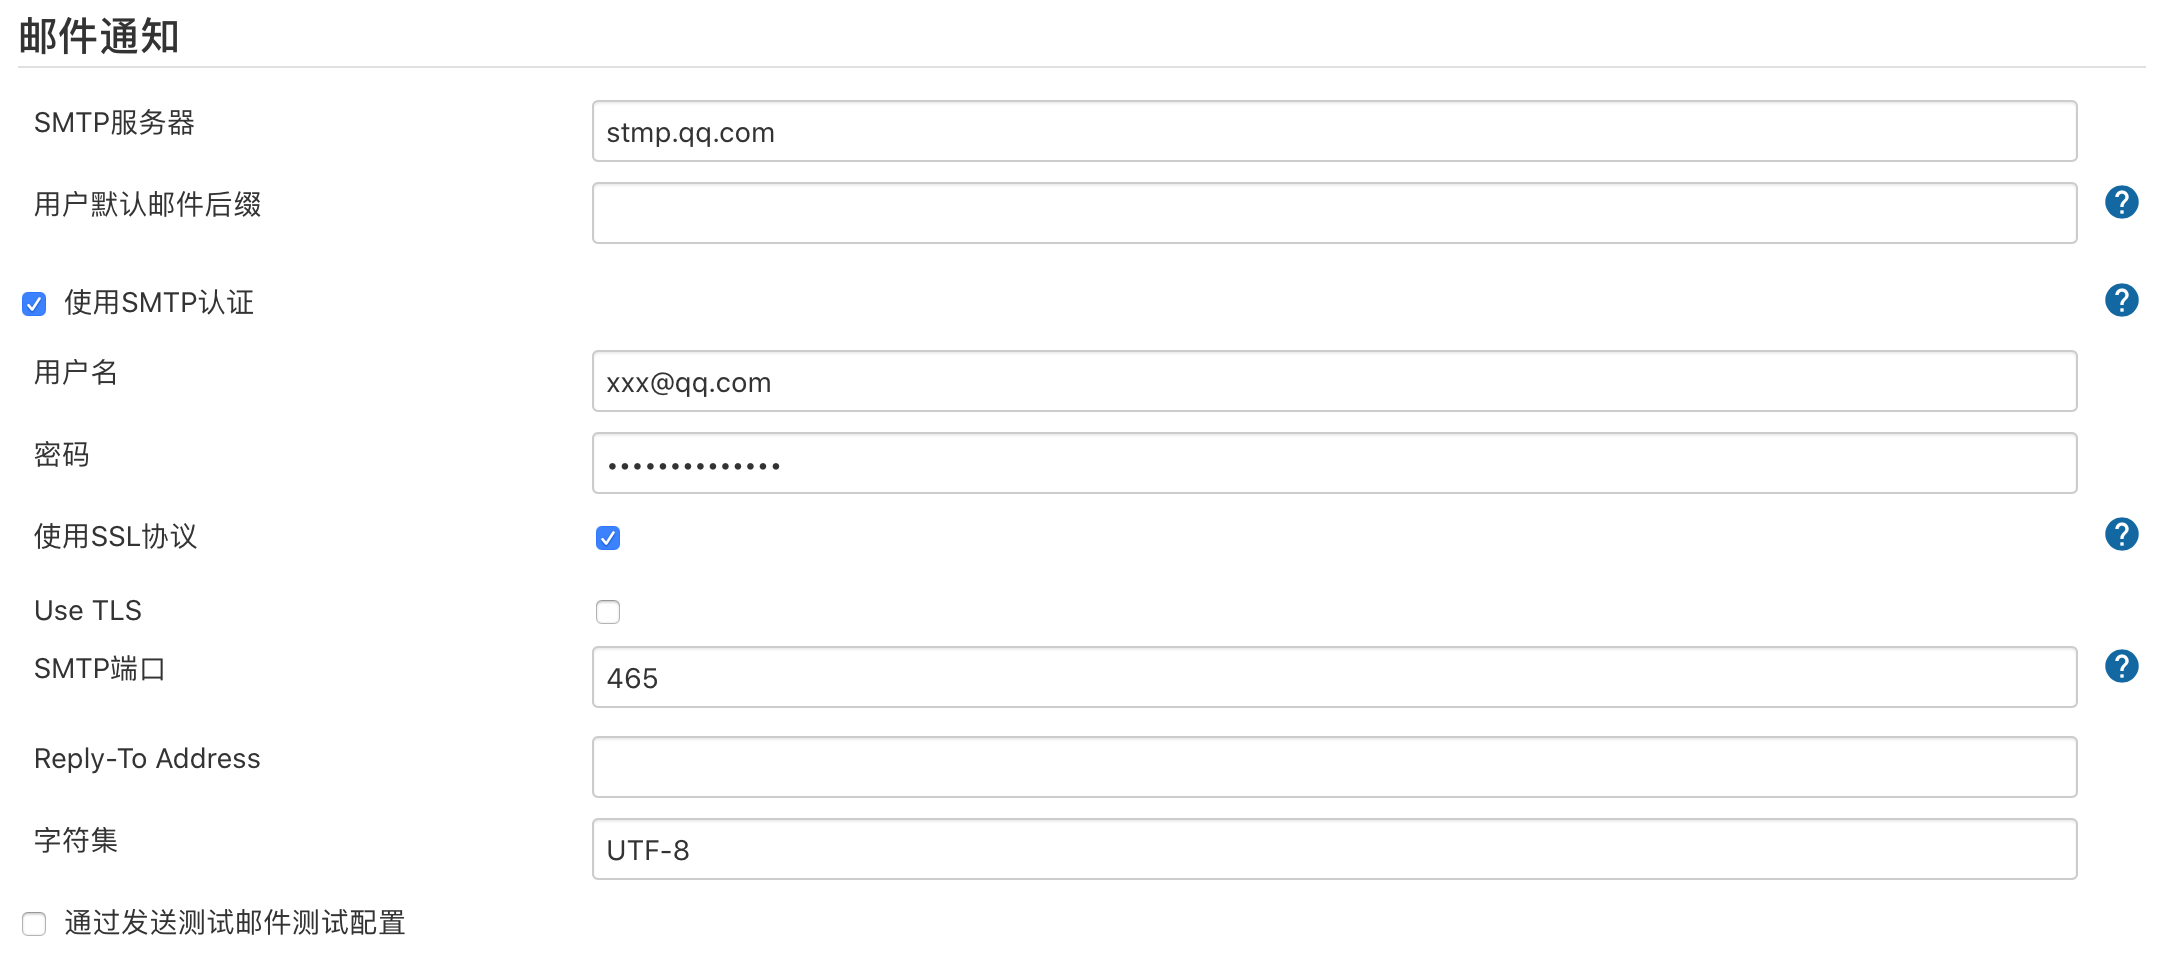 邮件通知
SMTP服务器
stmp.qq.com
用户默认邮件后缀
使用SMTP认证
用户名
xxx@qq.com
密码
••••••••••••••
使用SSL协议
Use TLS
SMTP端口
465
Reply-To Address
字符集
UTF-8
通过发送测试邮件测试配置